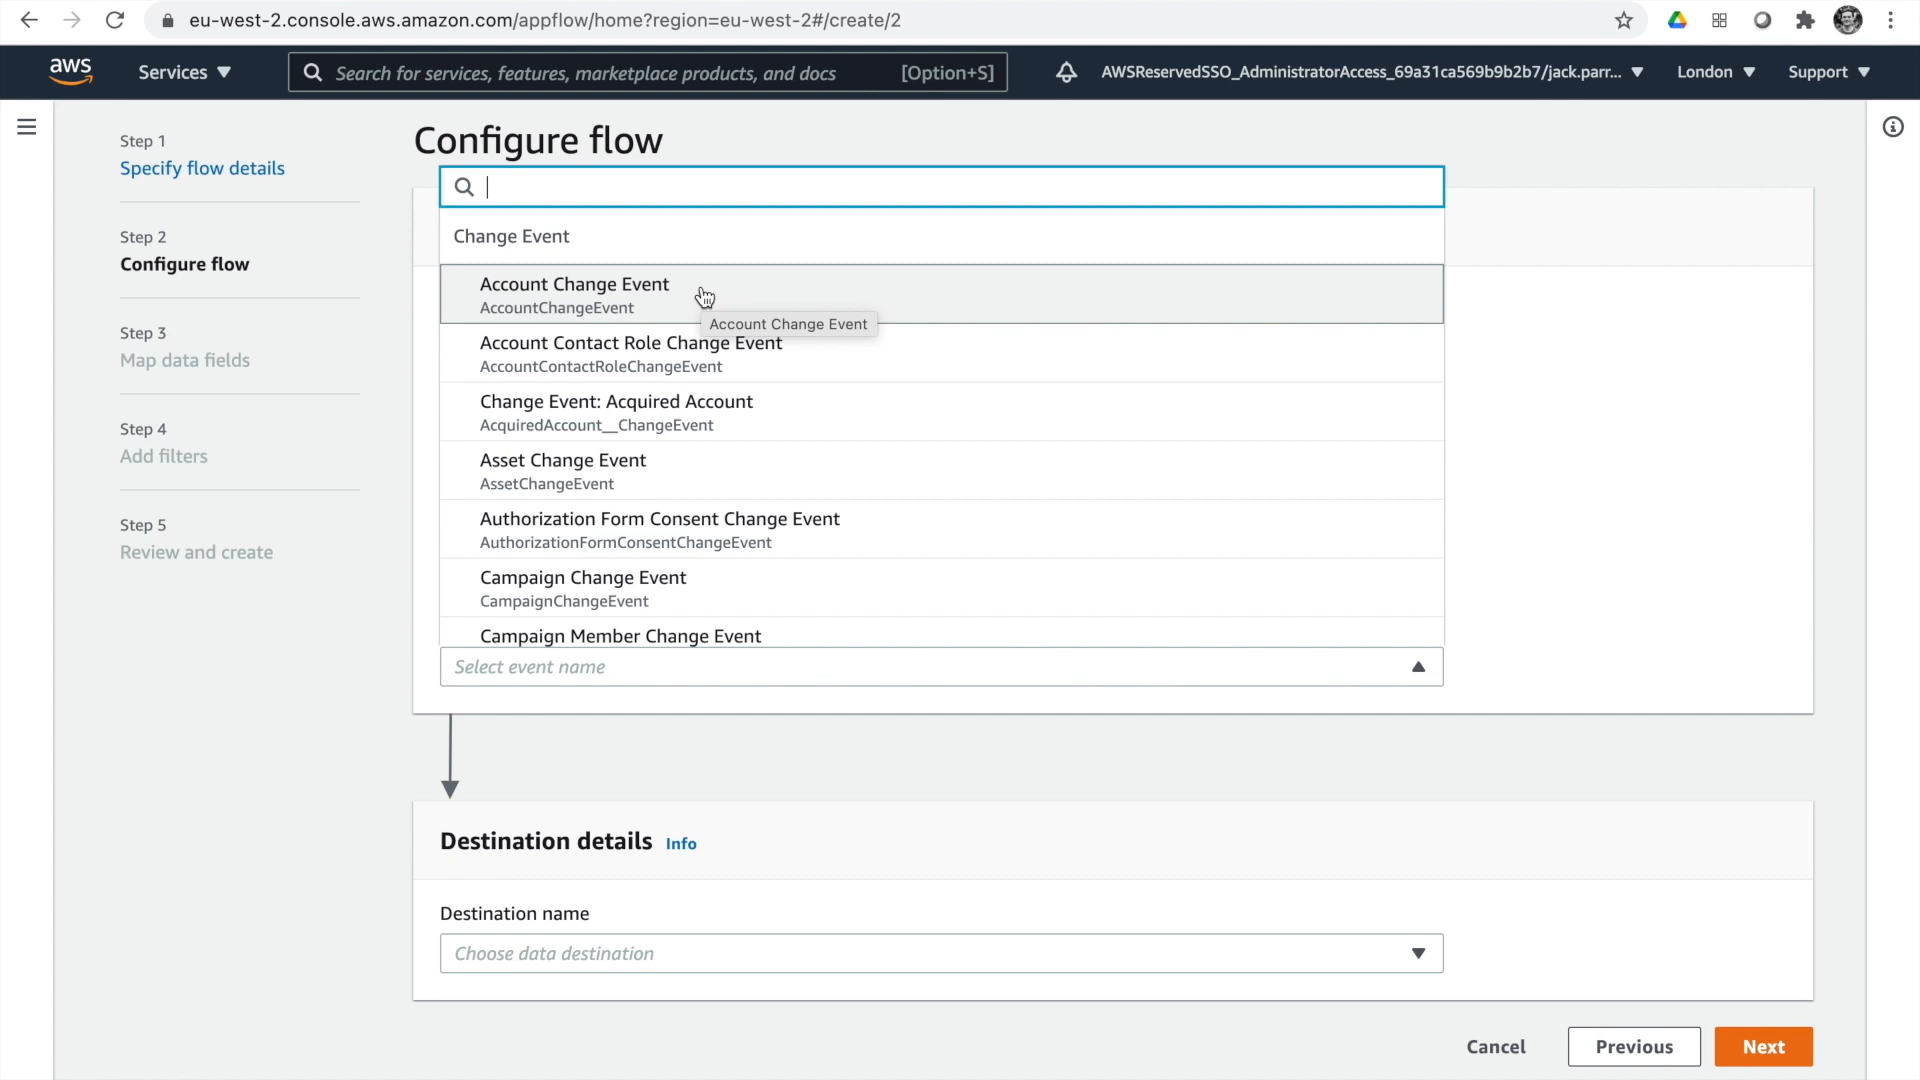 eu-west-2.console.aws.amazon.com/appflow/home?region=eu-west-2#/create/2
aws
Services
Search for services, features, marketplace products, and docs
[Option+S]
AWSReservedSSO_AdministratorAccess_69a31ca569b9b2b7/jack.parr...
London
Support
Step 1
Specify flow details
Step 2
Configure flow
Step 3
Map data fields
Step 4
Add filters
Step 5
Review and create
Configure flow
Change Event
Account Change Event
AccountChangeEvent
Account Change Event
Account Contact Role Change Event
AccountContactRoleChangeEvent
Change Event: Acquired Account
AcquiredAccount__ChangeEvent
Asset Change Event
AssetChangeEvent
Authorization Form Consent Change Event
AuthorizationFormConsentChangeEvent
Campaign Change Event
CampaignChangeEvent
Campaign Member Change Event
Select event name
Destination details Info
Destination name
Choose data destination
Cancel
Previous
Next